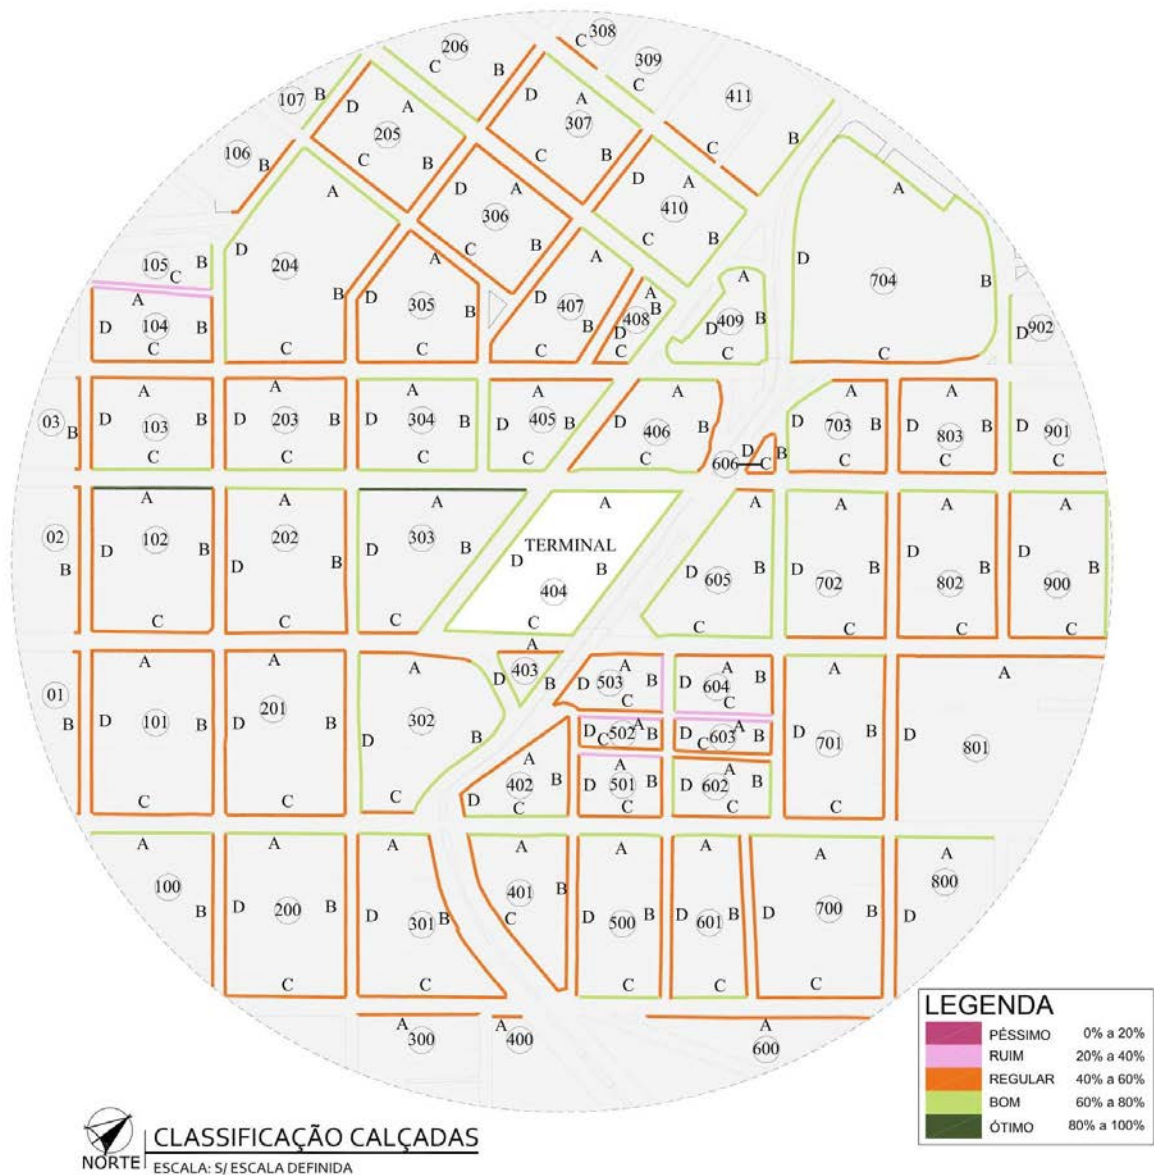 308
206 C
C
309
B C
411
107 B D A D A
205 307 C B
106 B C B C B D
A D A A
306 410
105 B D 204 C B C B A D
C A A B
A D D A 704
D 104 B 305 B 407 B 408 D 409 B
C C C C C C C D 902
A A A A A A A
03 D 103 B D 203 B D 304 B D 405 B D 406 B D 703 B D 803 B D 901
B C C C C C 606 C C C C
A A A A A A A A
02 D 102 B 202 B D 303 B TERMINAL D 605 B D 702 B D 802 B D 900 B
B D D B
404
C C C C C C C C
A A A A A A A A
01 D 101 B D 201 B 302 D 403 B D 503 B D 604 B A
B D B C C 701 D 801
D C 502 A B D C 603 A B
C C C 402 A B D 501 A B D 602 A B C
D C C C
A A A A A A A A
100 D 200 B D 301 B 401 B D 500 B D 601 B D 700 B 800
B C D
C C C C C
A A A
300 400 600
LEGENDA
PÉSSIMO 0% a 20%
RUIM 20% a 40%
REGULAR 40% a 60%
BOM 60% a 80%
ÓTIMO 80% a 100%
NORTE
CLASSIFICAÇÃO CALÇADAS
ESCALA: S/ ESCALA DEFINIDA